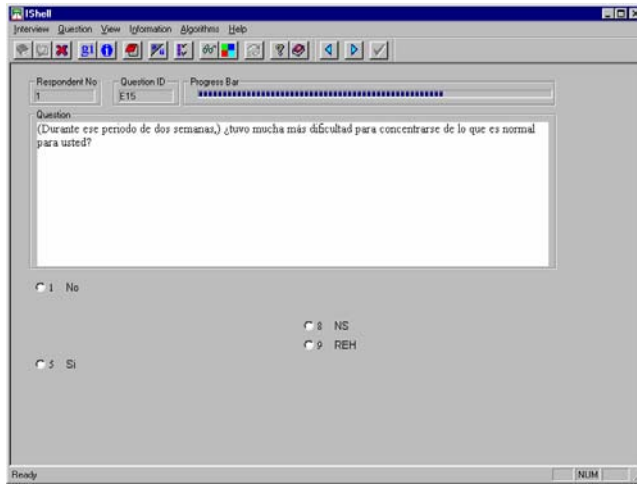 IShell
Interview Question View Information Algorithms Help
Respondent No
1
Question ID
E15
Progress Bar
Question
(Durante ese periodo de dos semanas,) ¿tuvo mucha más dificultad para concentrarse de lo que es normal
para usted?
1 No
8 NS
9 REH
5 Si
Ready
NUM